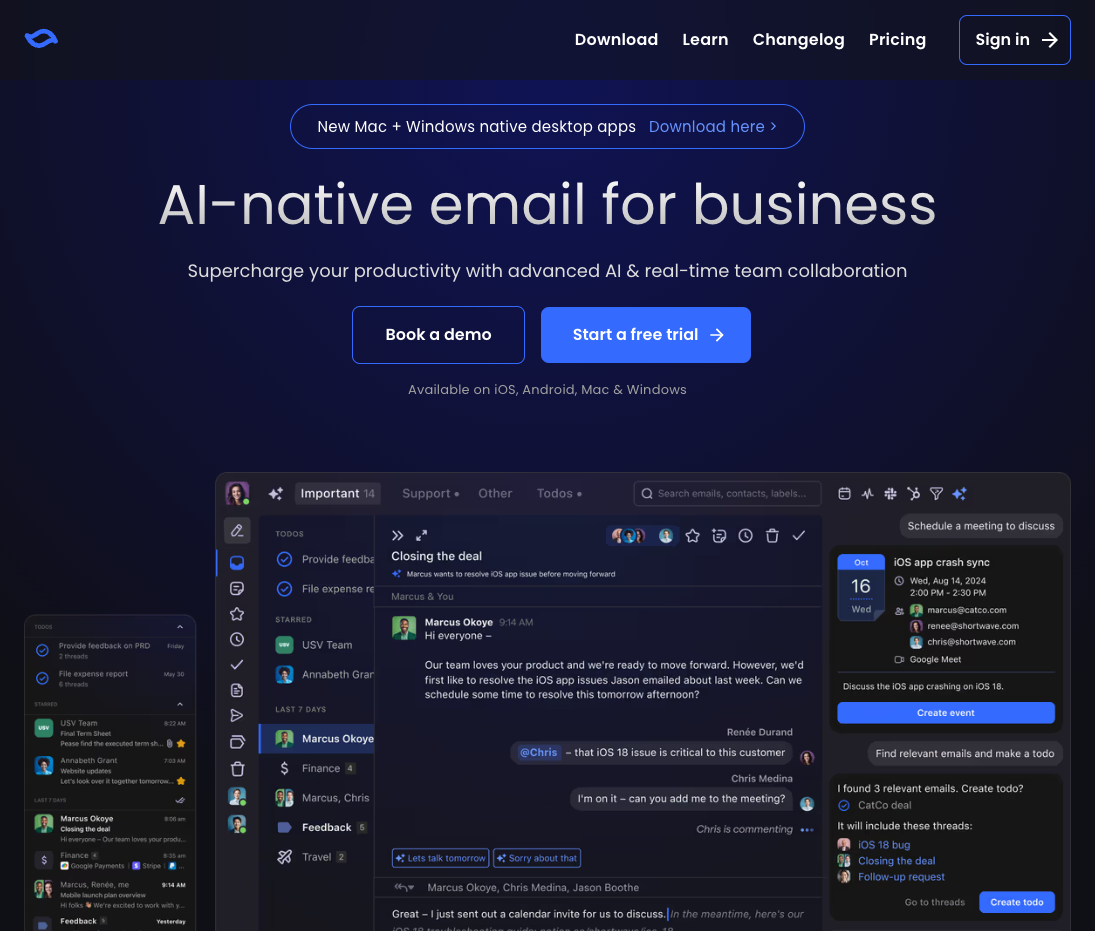 Download Learn Changelog Pricing Sign in
New Mac + Windows native desktop apps Download here >
AI-native email for business
Supercharge your productivity with advanced AI & real-time team collaboration
Book a demo Start a free trial
Available on iOS, Android, Mac & Windows
Important 14 Support Other Todos
Search emails, contacts, labels...
TODOS
Provide feedba
File expense re
STARRED
USV
USV Team
Annabeth Gran
LAST 7 DAYS
Marcus Okoye
Finance 4
Marcus, Chris
Feedback 5
Travel 2
Closing the deal
Marcus wants to resolve iOS app issue before moving forward
Marcus & You
Marcus Okoye 9:14 AM
Hi everyone –
Our team loves your product and we're ready to move forward. However, we'd
first like to resolve the iOS app issues Jason emailed about last week. Can we
schedule some time to resolve this tomorrow afternoon?
Renée Durand
@Chris – that iOS 18 issue is critical to this customer
Chris Medina
I'm on it – can you add me to the meeting?
Chris is commenting
Lets talk tomorrow Sorry about that
Marcus Okoye, Chris Medina, Jason Boothe
Great – I just sent out a calendar invite for us to discuss. In the meantime, here's our
Schedule a meeting to discuss
Oct
16
Wed
iOS app crash sync
Wed, Aug 14, 2024
2:00 PM - 2:30 PM
marcus@catco.com
renee@shortwave.com
chris@shortwave.com
Google Meet
Discuss the iOS app crashing on iOS 18.
Create event
Find relevant emails and make a todo
I found 3 relevant emails. Create todo?
CatCo deal
It will include these threads:
iOS 18 bug
Closing the deal
Follow-up request
Go to threads Create todo
TODOS
Provide feedback on PRD Friday
2 threads
File expense report May 30
6 threads
STARRED
USV
USV Team 8:22 AM
Final Term Sheet
Pease find the executed term sh...
Annabeth Grant 7:03 AM
Website updates
Let's look over it together tomorrow...
LAST 7 DAYS
Marcus Okoye 9:06 am
Closing the deal
Hi everyone – Our team loves your produ...
Finance 4 8:35 am
Google Payments Stripe
Marcus, Renée, me 9:14 AM
Mobile launch plan overview
Hi folks 👋🏼 We're excited to work with y...
Feedback 5 Yesterday